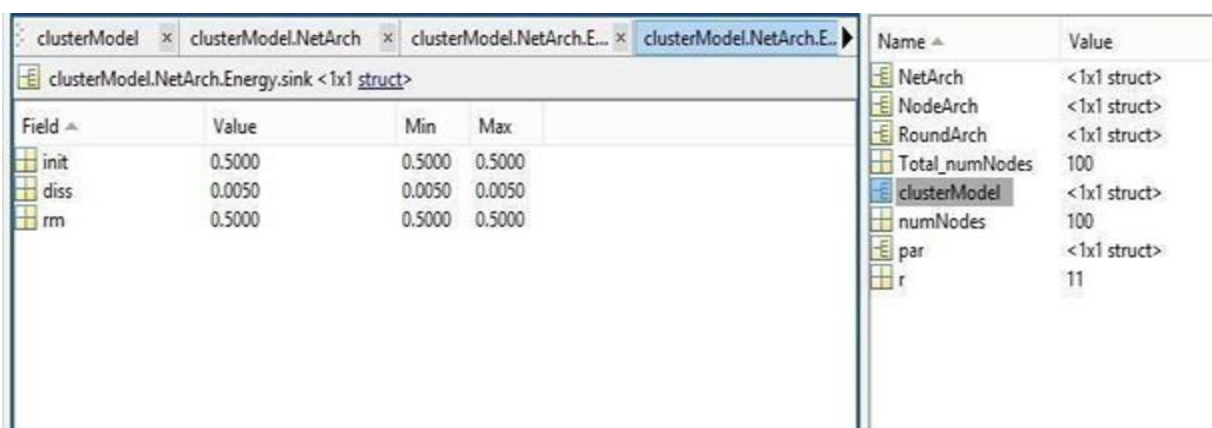 clusterModel × clusterModel.NetArch × clusterModel.NetArch.E... × clusterModel.NetArch.E..
clusterModel.NetArch.Energy.sink <1x1 struct>
Field Value Min Max
init 0.5000 0.5000 0.5000
diss 0.0050 0.0050 0.0050
rm 0.5000 0.5000 0.5000
Name Value
NetArch <1x1 struct>
NodeArch <1x1 struct>
RoundArch <1x1 struct>
Total_numNodes 100
clusterModel <1x1 struct>
numNodes 100
par <1x1 struct>
r 11